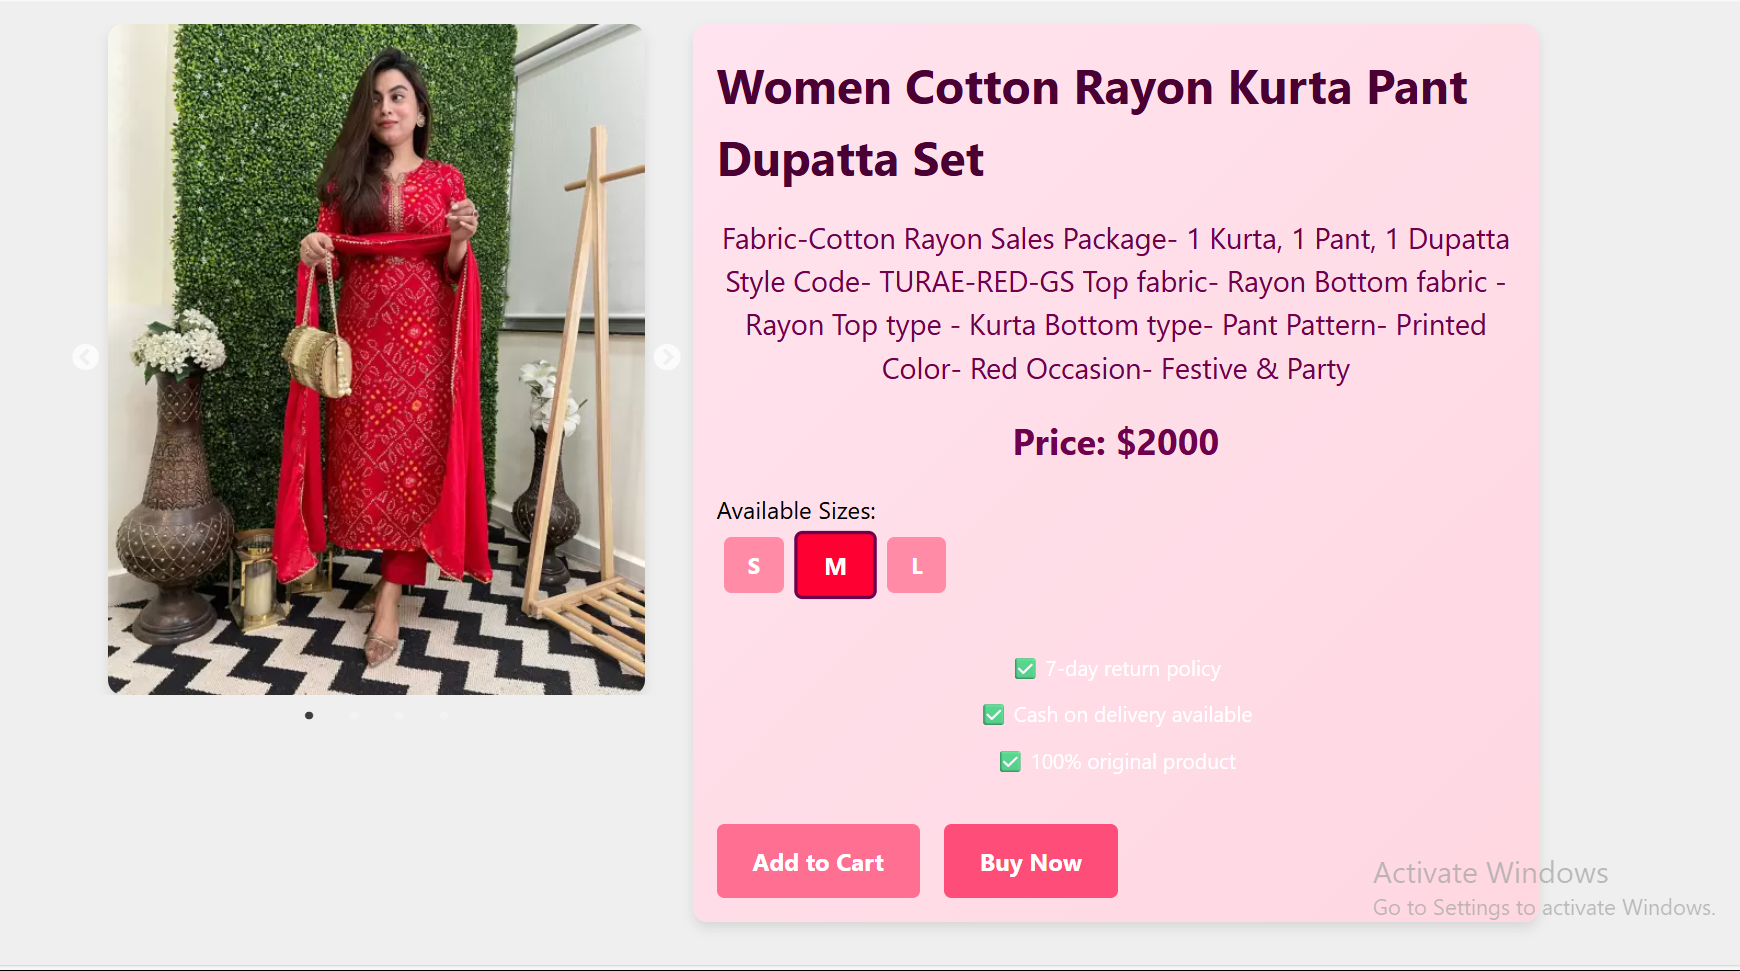 Women Cotton Rayon Kurta Pant
Dupatta Set
Fabric-Cotton Rayon Sales Package- 1 Kurta, 1 Pant, 1 Dupatta
Style Code- TURAE-RED-GS Top fabric- Rayon Bottom fabric -
Rayon Top type - Kurta Bottom type- Pant Pattern- Printed
Color- Red Occasion- Festive & Party
Price: $2000
Available Sizes:
S M L
✅ 7-day return policy
✅ Cash on delivery available
✅ 100% original product
Add to Cart Buy Now
Activate Windows
Go to Settings to activate Windows.